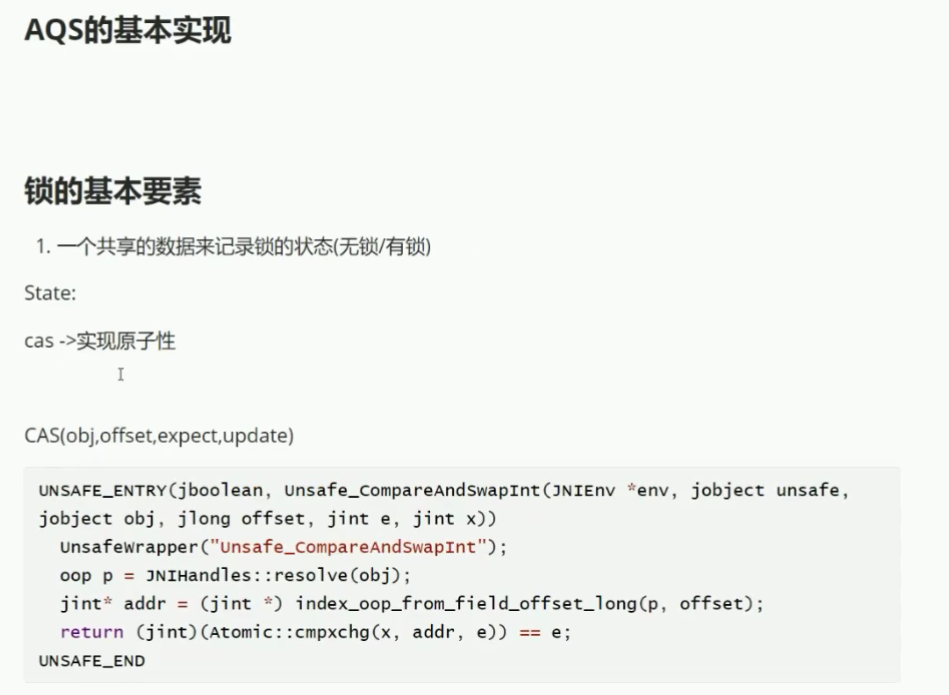 AQS的基本实现
锁的基本要素
1. 一个共享的数据来记录锁的状态(无锁/有锁)
State:
cas ->实现原子性
CAS(obj,offset,expect,update)
UNSAFE_ENTRY(jboolean, Unsafe_CompareAndSwapInt(JNIEnv *env, jobject unsafe,
jobject obj, jlong offset, jint e, jint x))
UnsafeWrapper("Unsafe_CompareAndSwapInt");
oop p = JNIHandles::resolve(obj);
jint* addr = (jint *) index_oop_from_field_offset_long(p, offset);
return (jint)(Atomic::cmpxchg(x, addr, e)) == e;
UNSAFE_END